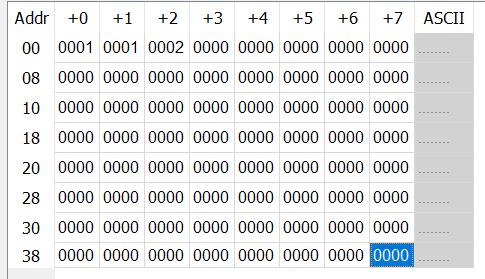 Addr +0 +1 +2 +3 +4 +5 +6 +7 ASCII
00 0001 0001 0002 0000 0000 0000 0000 0000 ........
08 0000 0000 0000 0000 0000 0000 0000 0000 ........
10 0000 0000 0000 0000 0000 0000 0000 0000 ........
18 0000 0000 0000 0000 0000 0000 0000 0000 ........
20 0000 0000 0000 0000 0000 0000 0000 0000 ........
28 0000 0000 0000 0000 0000 0000 0000 0000 ........
30 0000 0000 0000 0000 0000 0000 0000 0000 ........
38 0000 0000 0000 0000 0000 0000 0000 0000 ........